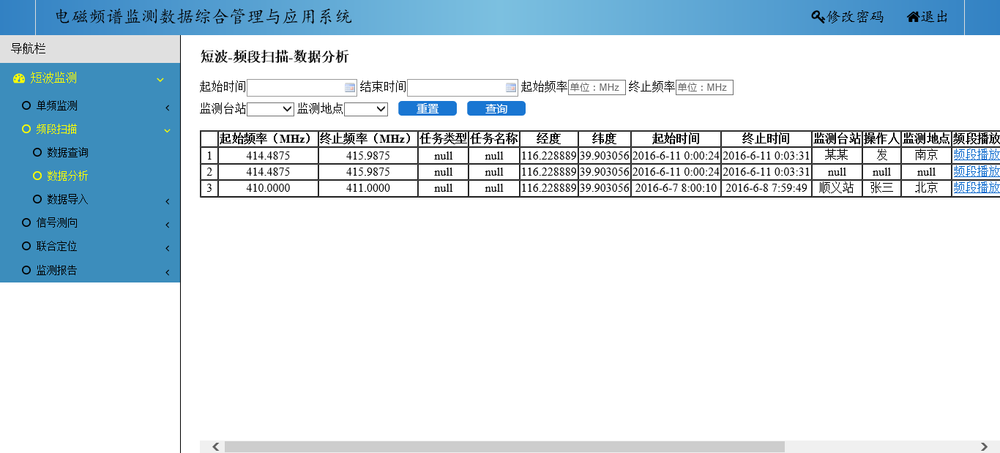 电磁频谱监测数据综合管理与应用系统 修改密码 退出
导航栏
短波监测
单频监测
频段扫描
数据查询
数据分析
数据导入
信号测向
联合定位
监测报告
短波-频段扫描-数据分析
起始时间 结束时间 起始频率 单位：MHz 终止频率 单位：MHz
监测台站 监测地点 重置 查询
起始频率（MHz） 终止频率（MHz） 任务类型 任务名称 经度 纬度 起始时间 终止时间 监测台站 操作人 监测地点 频段播放
1 414.4875 415.9875 null null 116.228889 39.903056 2016-6-11 0:00:24 2016-6-11 0:03:31 某某 发 南京 频段播放
2 414.4875 415.9875 null null 116.228889 39.903056 2016-6-11 0:00:24 2016-6-11 0:03:31 null null null 频段播放
3 410.0000 411.0000 null null 116.228889 39.903056 2016-6-7 8:00:10 2016-6-8 7:59:49 顺义站 张三 北京 频段播放